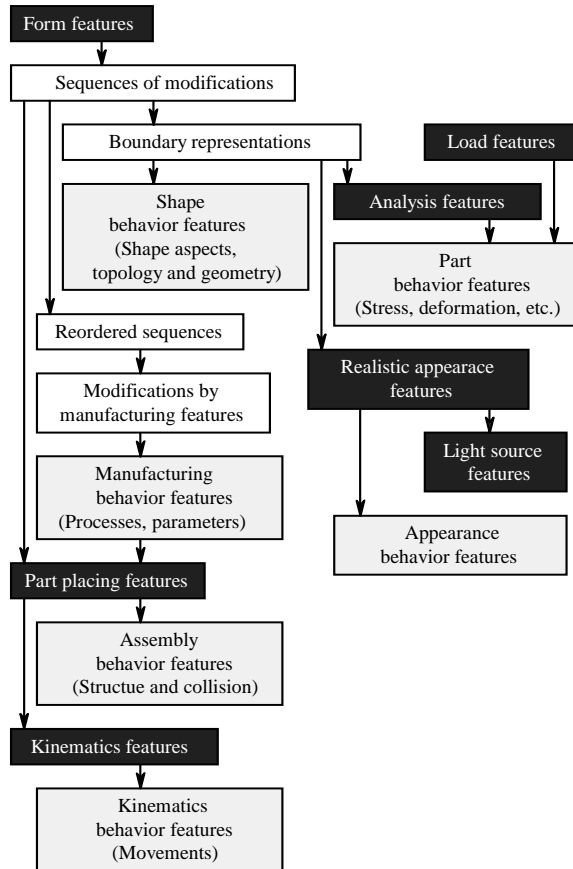 Form features
Sequences of modifications
Boundary representations
Load features
Shape
behavior features
(Shape aspects,
topology and geometry)
Analysis features
Part
behavior features
(Stress, deformation, etc.)
Reordered sequences
Realistic appearace
features
Modifications by
manufacturing features
Light source
features
Manufacturing
behavior features
(Processes, parameters)
Appearance
behavior features
Part placing features
Assembly
behavior features
(Structue and collision)
Kinematics features
Kinematics
behavior features
(Movements)